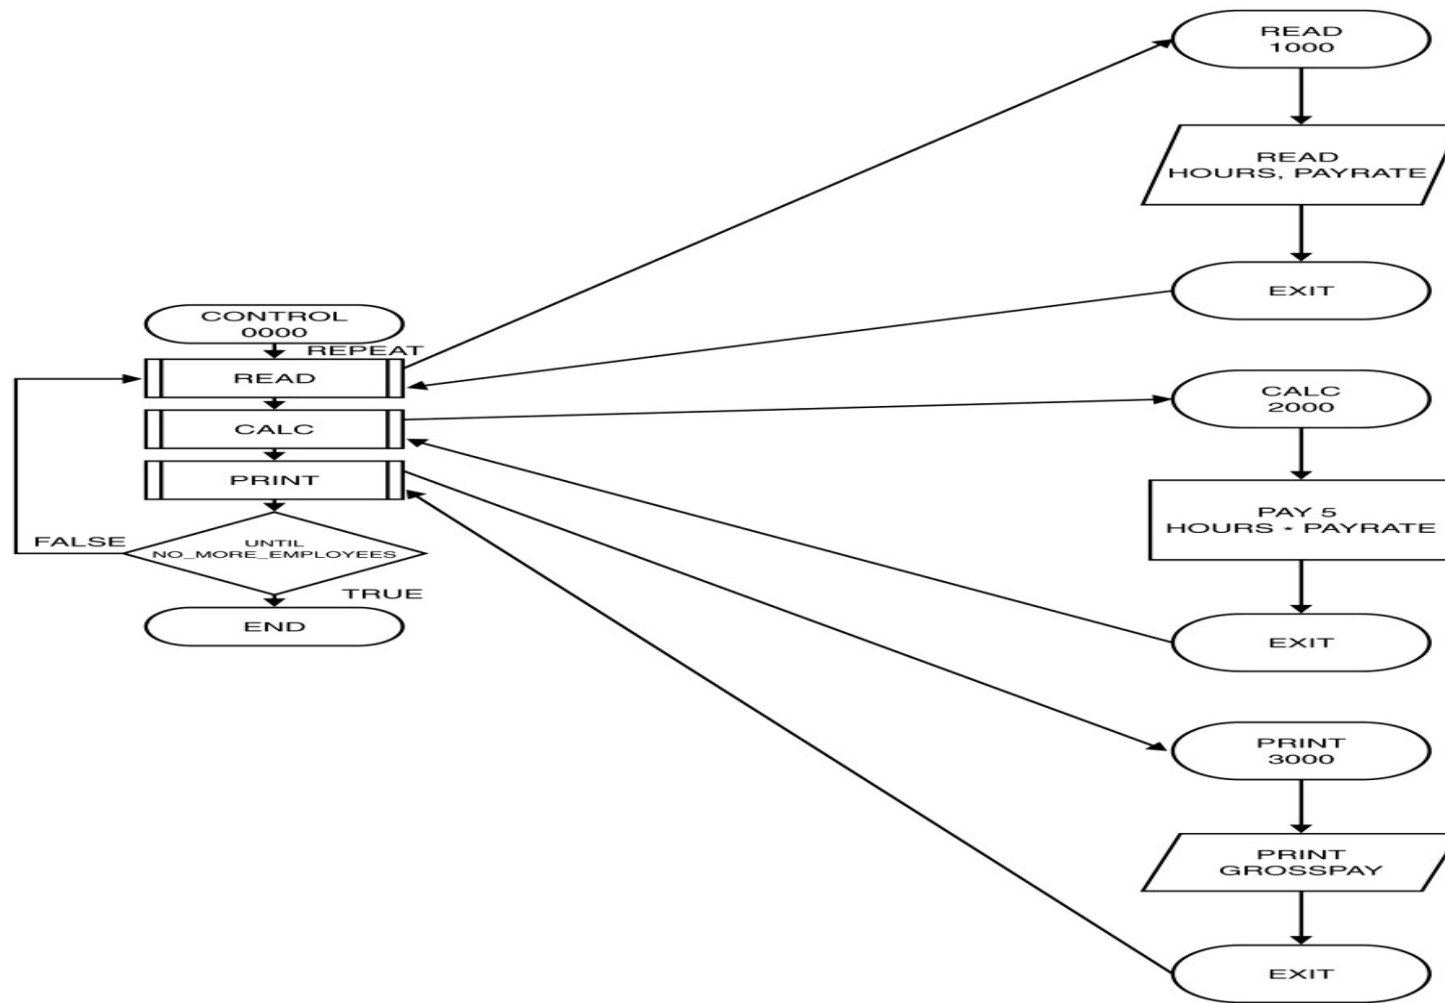 READ
1000
READ
HOURS, PAYRATE
EXIT
CONTROL
0000
REPEAT
READ
CALC
PRINT
FALSE
UNTIL
NO_MORE_EMPLOYEES
TRUE
END
CALC
2000
PAY 5
HOURS * PAYRATE
EXIT
PRINT
3000
PRINT
GROSSPAY
EXIT